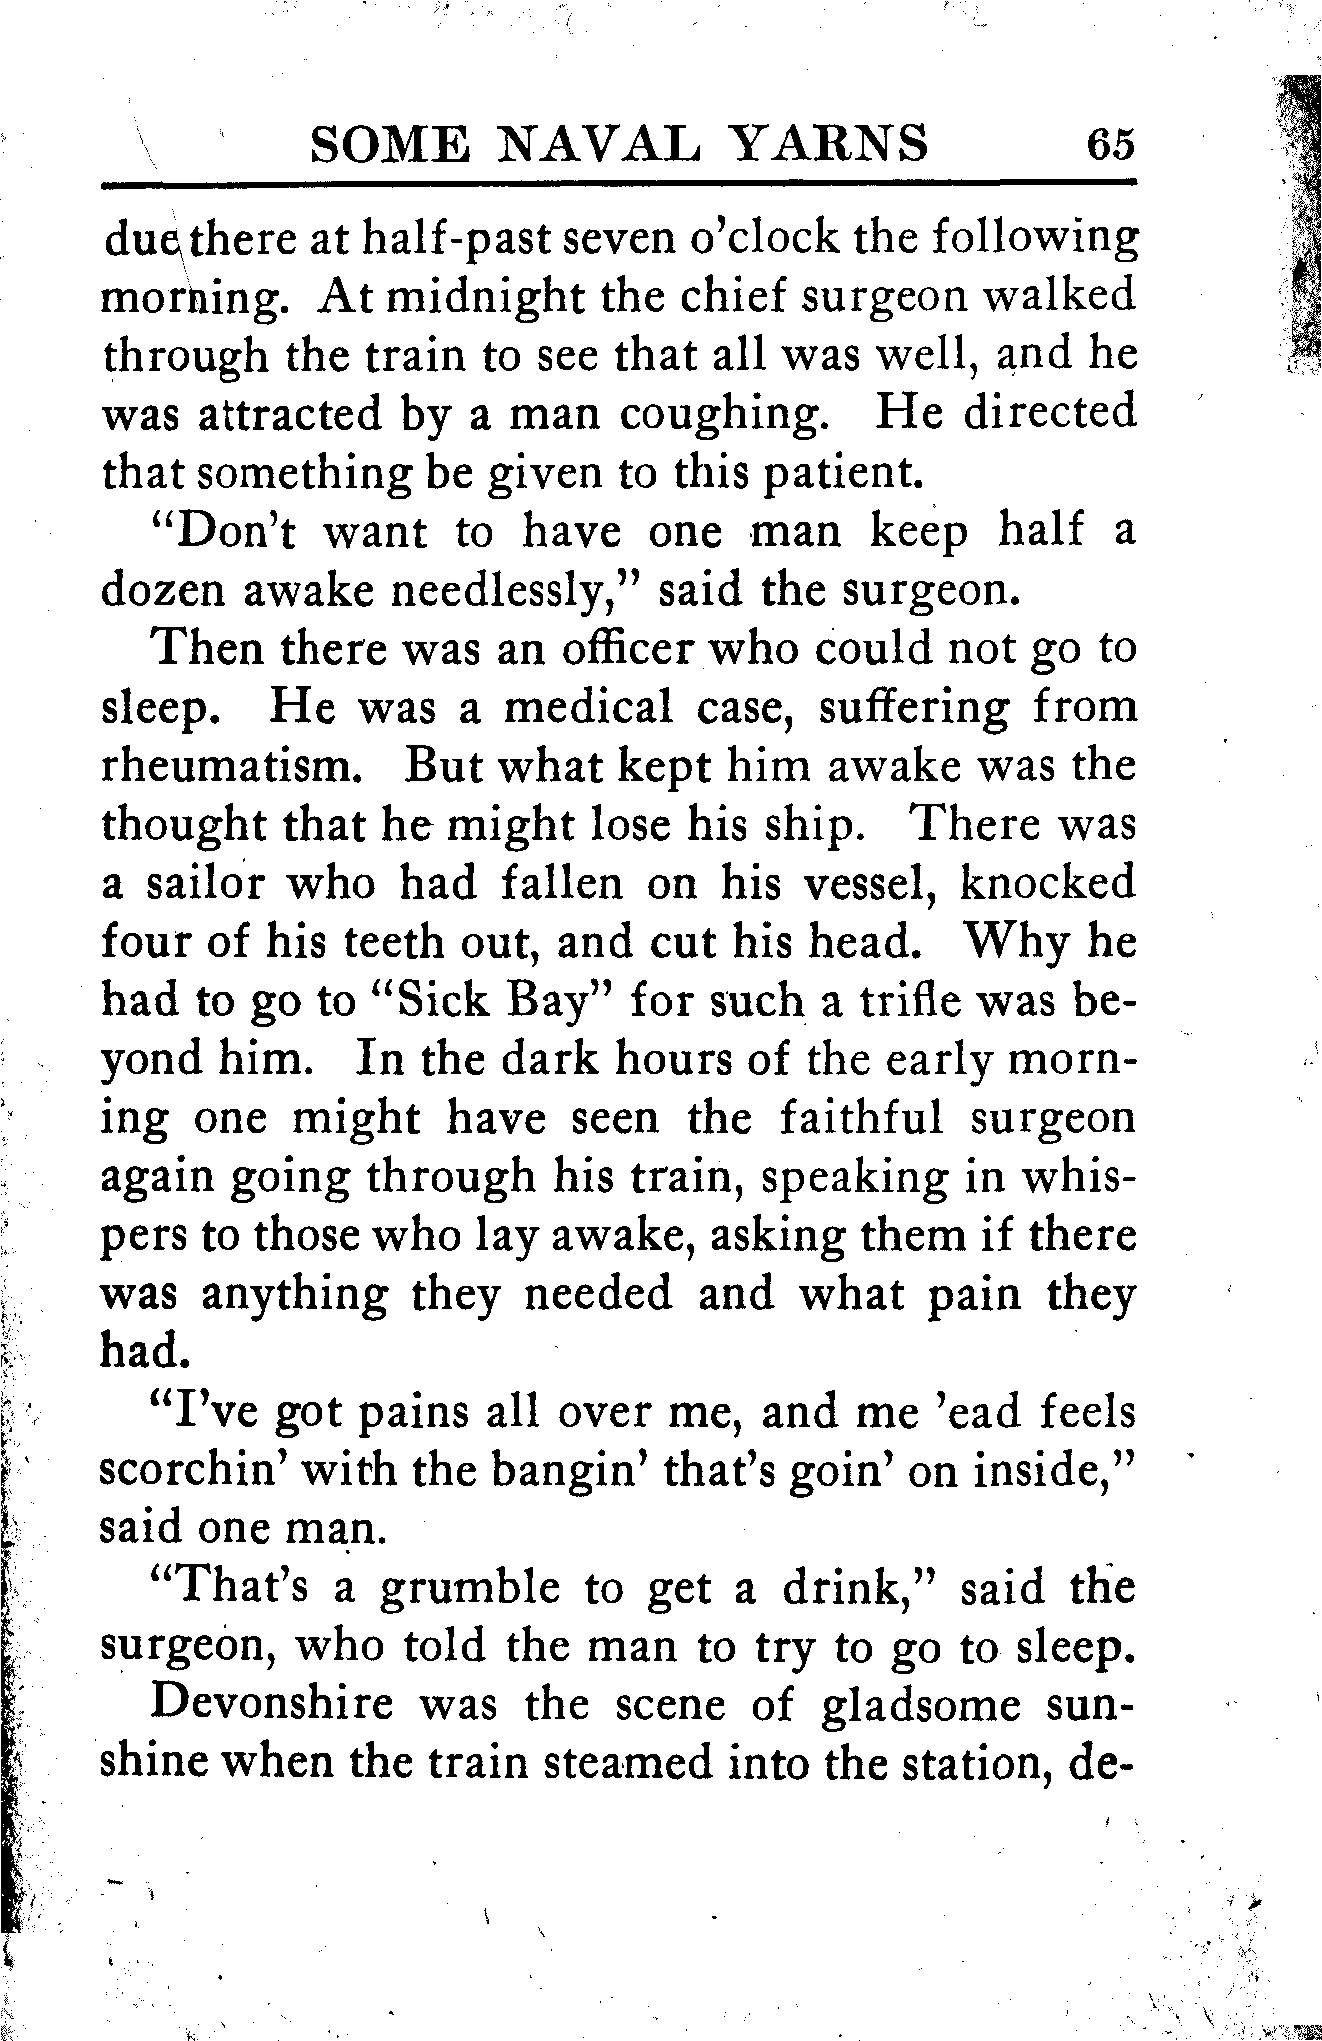 SOME NAVAL YARNS 65
due there at half-past seven o'clock the following
morning. At midnight the chief surgeon walked
through the train to see that all was well, and he
was attracted by a man coughing. He directed
that something be given to this patient.
"Don't want to have one man keep half a
dozen awake needlessly," said the surgeon.
Then there was an officer who could not go to
sleep. He was a medical case, suffering from
rheumatism. But what kept him awake was the
thought that he might lose his ship. There was
a sailor who had fallen on his vessel, knocked
four of his teeth out, and cut his head. Why he
had to go to "Sick Bay" for such a trifle was be-
yond him. In the dark hours of the early morn-
ing one might have seen the faithful surgeon
again going through his train, speaking in whis-
pers to those who lay awake, asking them if there
was anything they needed and what pain they
had.
"I've got pains all over me, and me 'ead feels
scorchin' with the bangin' that's goin' on inside,"
said one man.
"That's a grumble to get a drink," said the
surgeon, who told the man to try to go to sleep.
Devonshire was the scene of gladsome sun-
shine when the train steamed into the station, de-